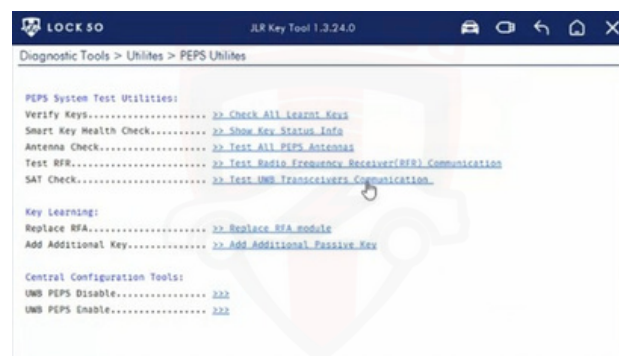 LOCK 50
JLR Key Tool 1.3.24.0
Diagnostic Tools > Uhilites > PEPS Uhilites
PEPS System Test Utilities:
Verify Keys...................... >> Check All Learnt Keys
Smart Key Health Check.......... >> Show Key Status Info
Antenna Check................... >> Test All PEPS Antennas
Test RFR........................ >> Test Radio Frequency Receiver(RFR) Communication
SAT Check....................... >> Test UWB Transceivers Communication
Key Learning:
Replace RFA..................... >> Replace RFA module
Add Additional Key.............. >> Add Additional Passive Key
Central Configuration Tools:
UWB PEPS Disable................ >>>
UWB PEPS Enable................. >>>